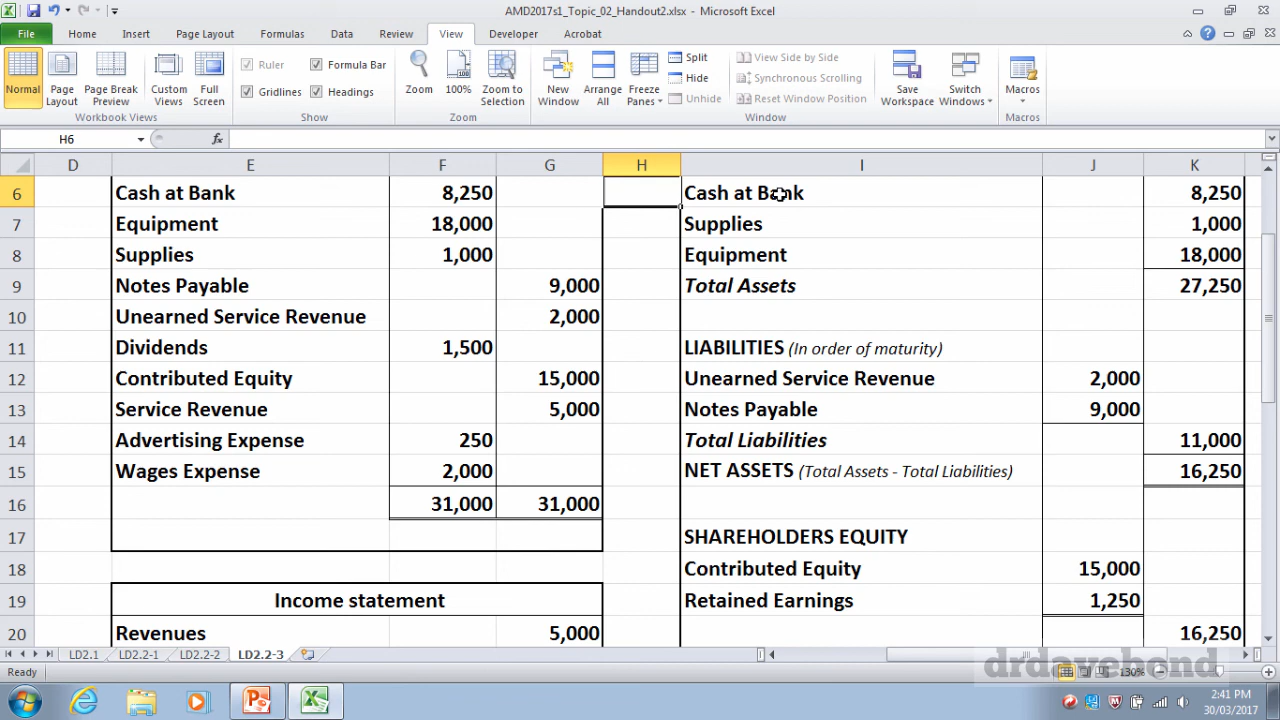 AMD2017s1_Topic_02_Handout2.xlsx - Microsoft Excel
File Home Insert Page Layout Formulas Data Review View Developer Acrobat
Normal Page Layout Page Break Preview Custom Views Full Screen
Workbook Views
Ruler Formula Bar
Gridlines Headings
Show
Zoom 100% Zoom to Selection
Zoom
New Window Arrange All Freeze Panes
Split
Hide
Unhide
View Side by Side
Synchronous Scrolling
Reset Window Position
Window
Save Workspace Switch Windows
Macros
Macros
H6 fx
D E F G H I J K
6 Cash at Bank 8,250 Cash at Bank 8,250
7 Equipment 18,000 Supplies 1,000
8 Supplies 1,000 Equipment 18,000
9 Notes Payable 9,000 Total Assets 27,250
10 Unearned Service Revenue 2,000
11 Dividends 1,500 LIABILITIES (In order of maturity)
12 Contributed Equity 15,000 Unearned Service Revenue 2,000
13 Service Revenue 5,000 Notes Payable 9,000
14 Advertising Expense 250 Total Liabilities 11,000
15 Wages Expense 2,000 NET ASSETS (Total Assets - Total Liabilities) 16,250
16 31,000 31,000
17 SHAREHOLDERS EQUITY
18 Contributed Equity 15,000
19 Income statement Retained Earnings 1,250
20 Revenues 5,000 16,250
LD2.1 LD2.2-1 LD2.2-2 LD2.2-3
drdavebond
Ready 130%
2:41 PM
30/03/2017